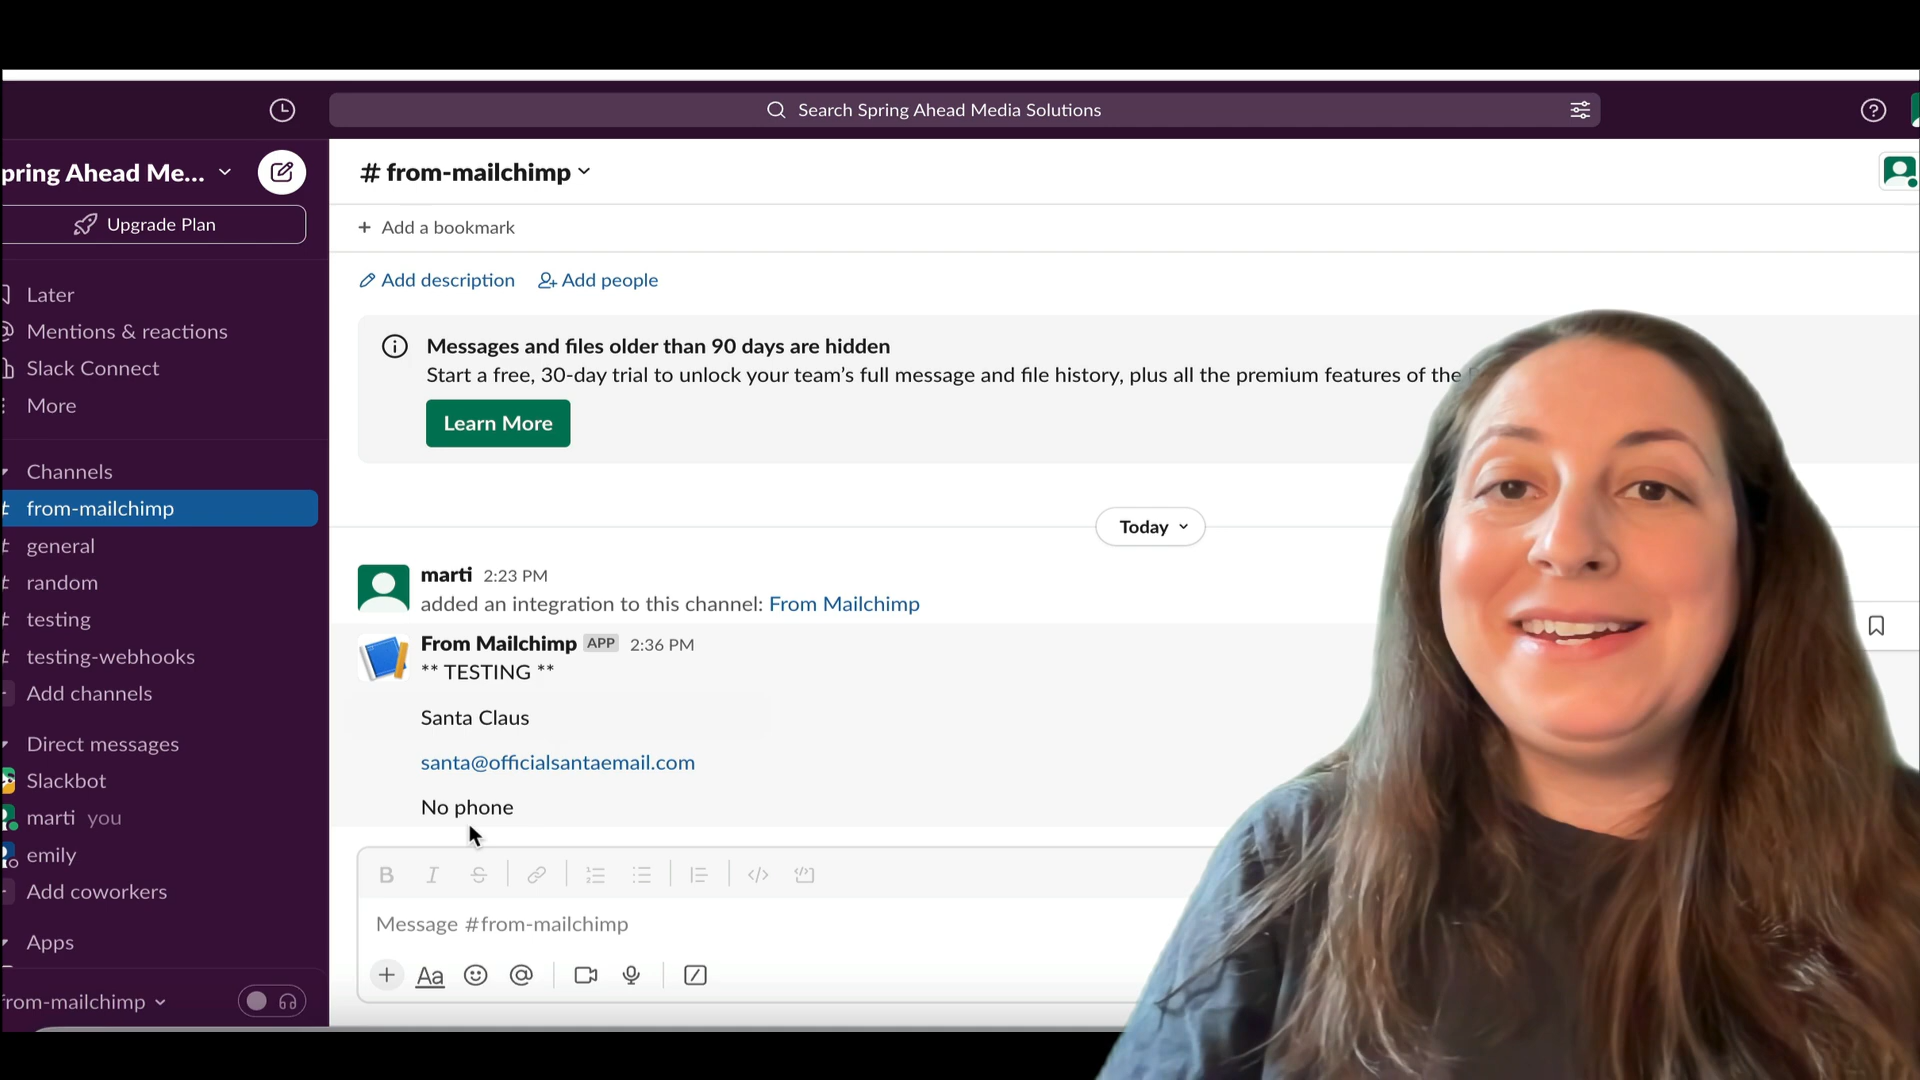 Search Spring Ahead Media Solutions
pring Ahead Me...
Upgrade Plan
Later
Mentions & reactions
Slack Connect
More
Channels
from-mailchimp
general
random
testing
testing-webhooks
Add channels
Direct messages
Slackbot
marti you
emily
Add coworkers
Apps
from-mailchimp
# from-mailchimp
+ Add a bookmark
Add description Add people
Messages and files older than 90 days are hidden
Start a free, 30-day trial to unlock your team’s full message and file history, plus all the premium features of the
Learn More
Today
marti 2:23 PM
added an integration to this channel: From Mailchimp
From Mailchimp APP 2:36 PM
** TESTING **
Santa Claus
santa@officialsantaemail.com
No phone
Message #from-mailchimp